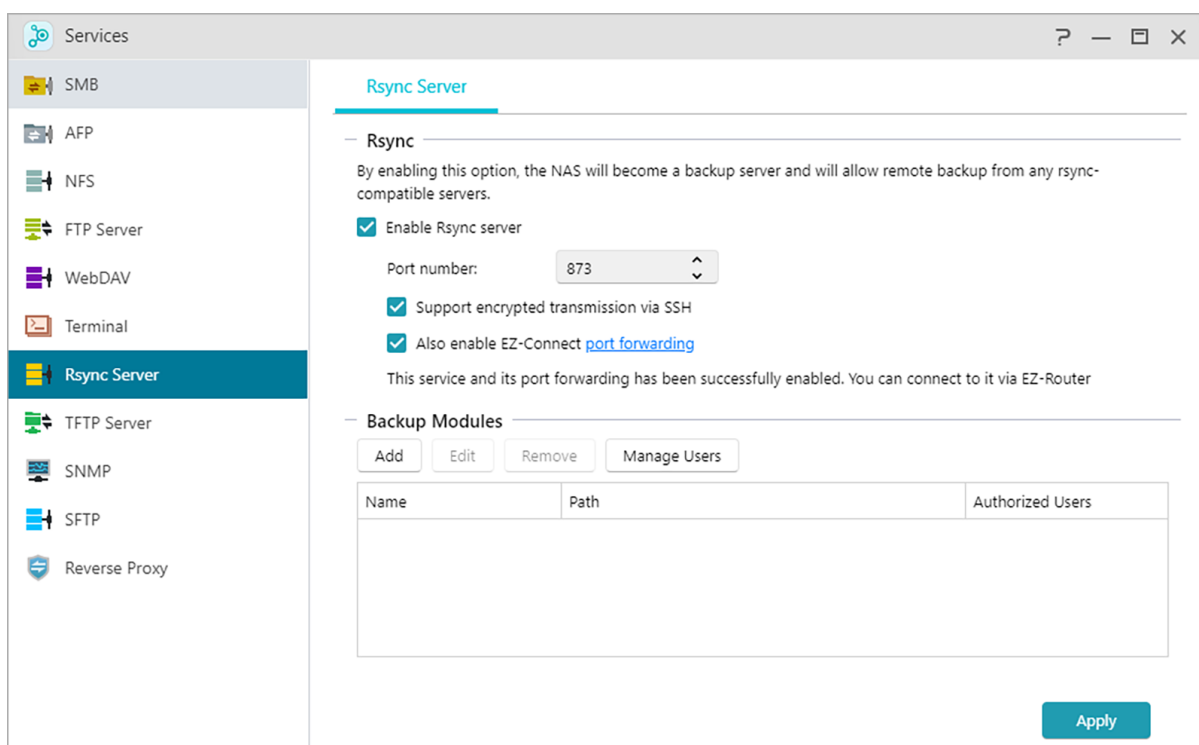 Services
SMB
AFP
NFS
FTP Server
WebDAV
Terminal
Rsync Server
TFTP Server
SNMP
SFTP
Reverse Proxy
Rsync Server
Rsync
By enabling this option, the NAS will become a backup server and will allow remote backup from any rsync-
compatible servers.
Enable Rsync server
Port number: 873
Support encrypted transmission via SSH
Also enable EZ-Connect port forwarding
This service and its port forwarding has been successfully enabled. You can connect to it via EZ-Router
Backup Modules
Add Edit Remove Manage Users
Name Path Authorized Users
Apply